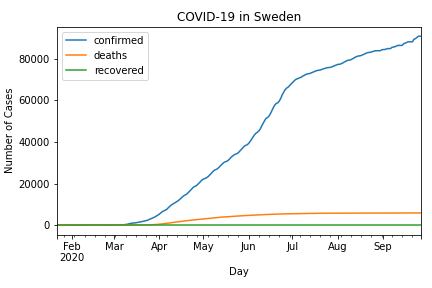 COVID-19 in Sweden
confirmed
deaths
recovered
80000
60000
40000
20000
0
Number of Cases
Feb Mar Apr May Jun Jul Aug Sep
2020
Day